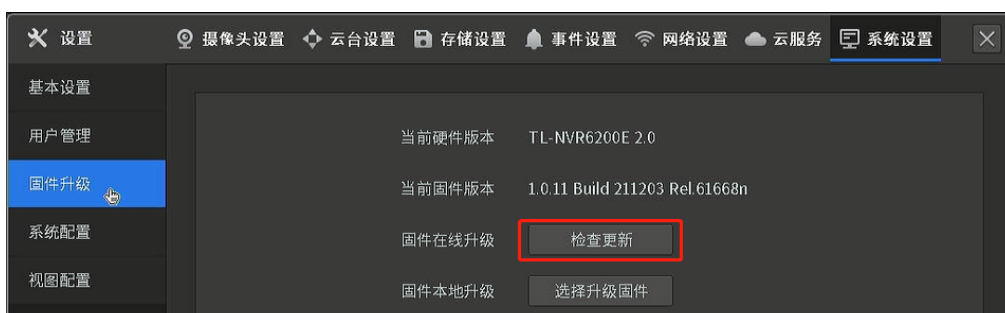 设置 摄像头设置 云台设置 存储设置 事件设置 网络设置 云服务 系统设置
基本设置
用户管理
固件升级
系统配置
视图配置
当前硬件版本 TL-NVR6200E 2.0
当前固件版本 1.0.11 Build 211203 Rel.61668n
固件在线升级 检查更新
固件本地升级 选择升级固件